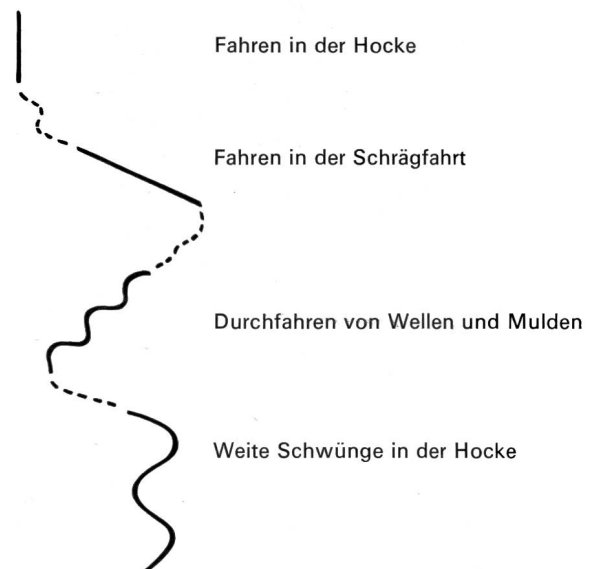 Fahren in der Hocke
Fahren in der Schrägfahrt
Durchfahren von Wellen und Mulden
Weite Schwünge in der Hocke